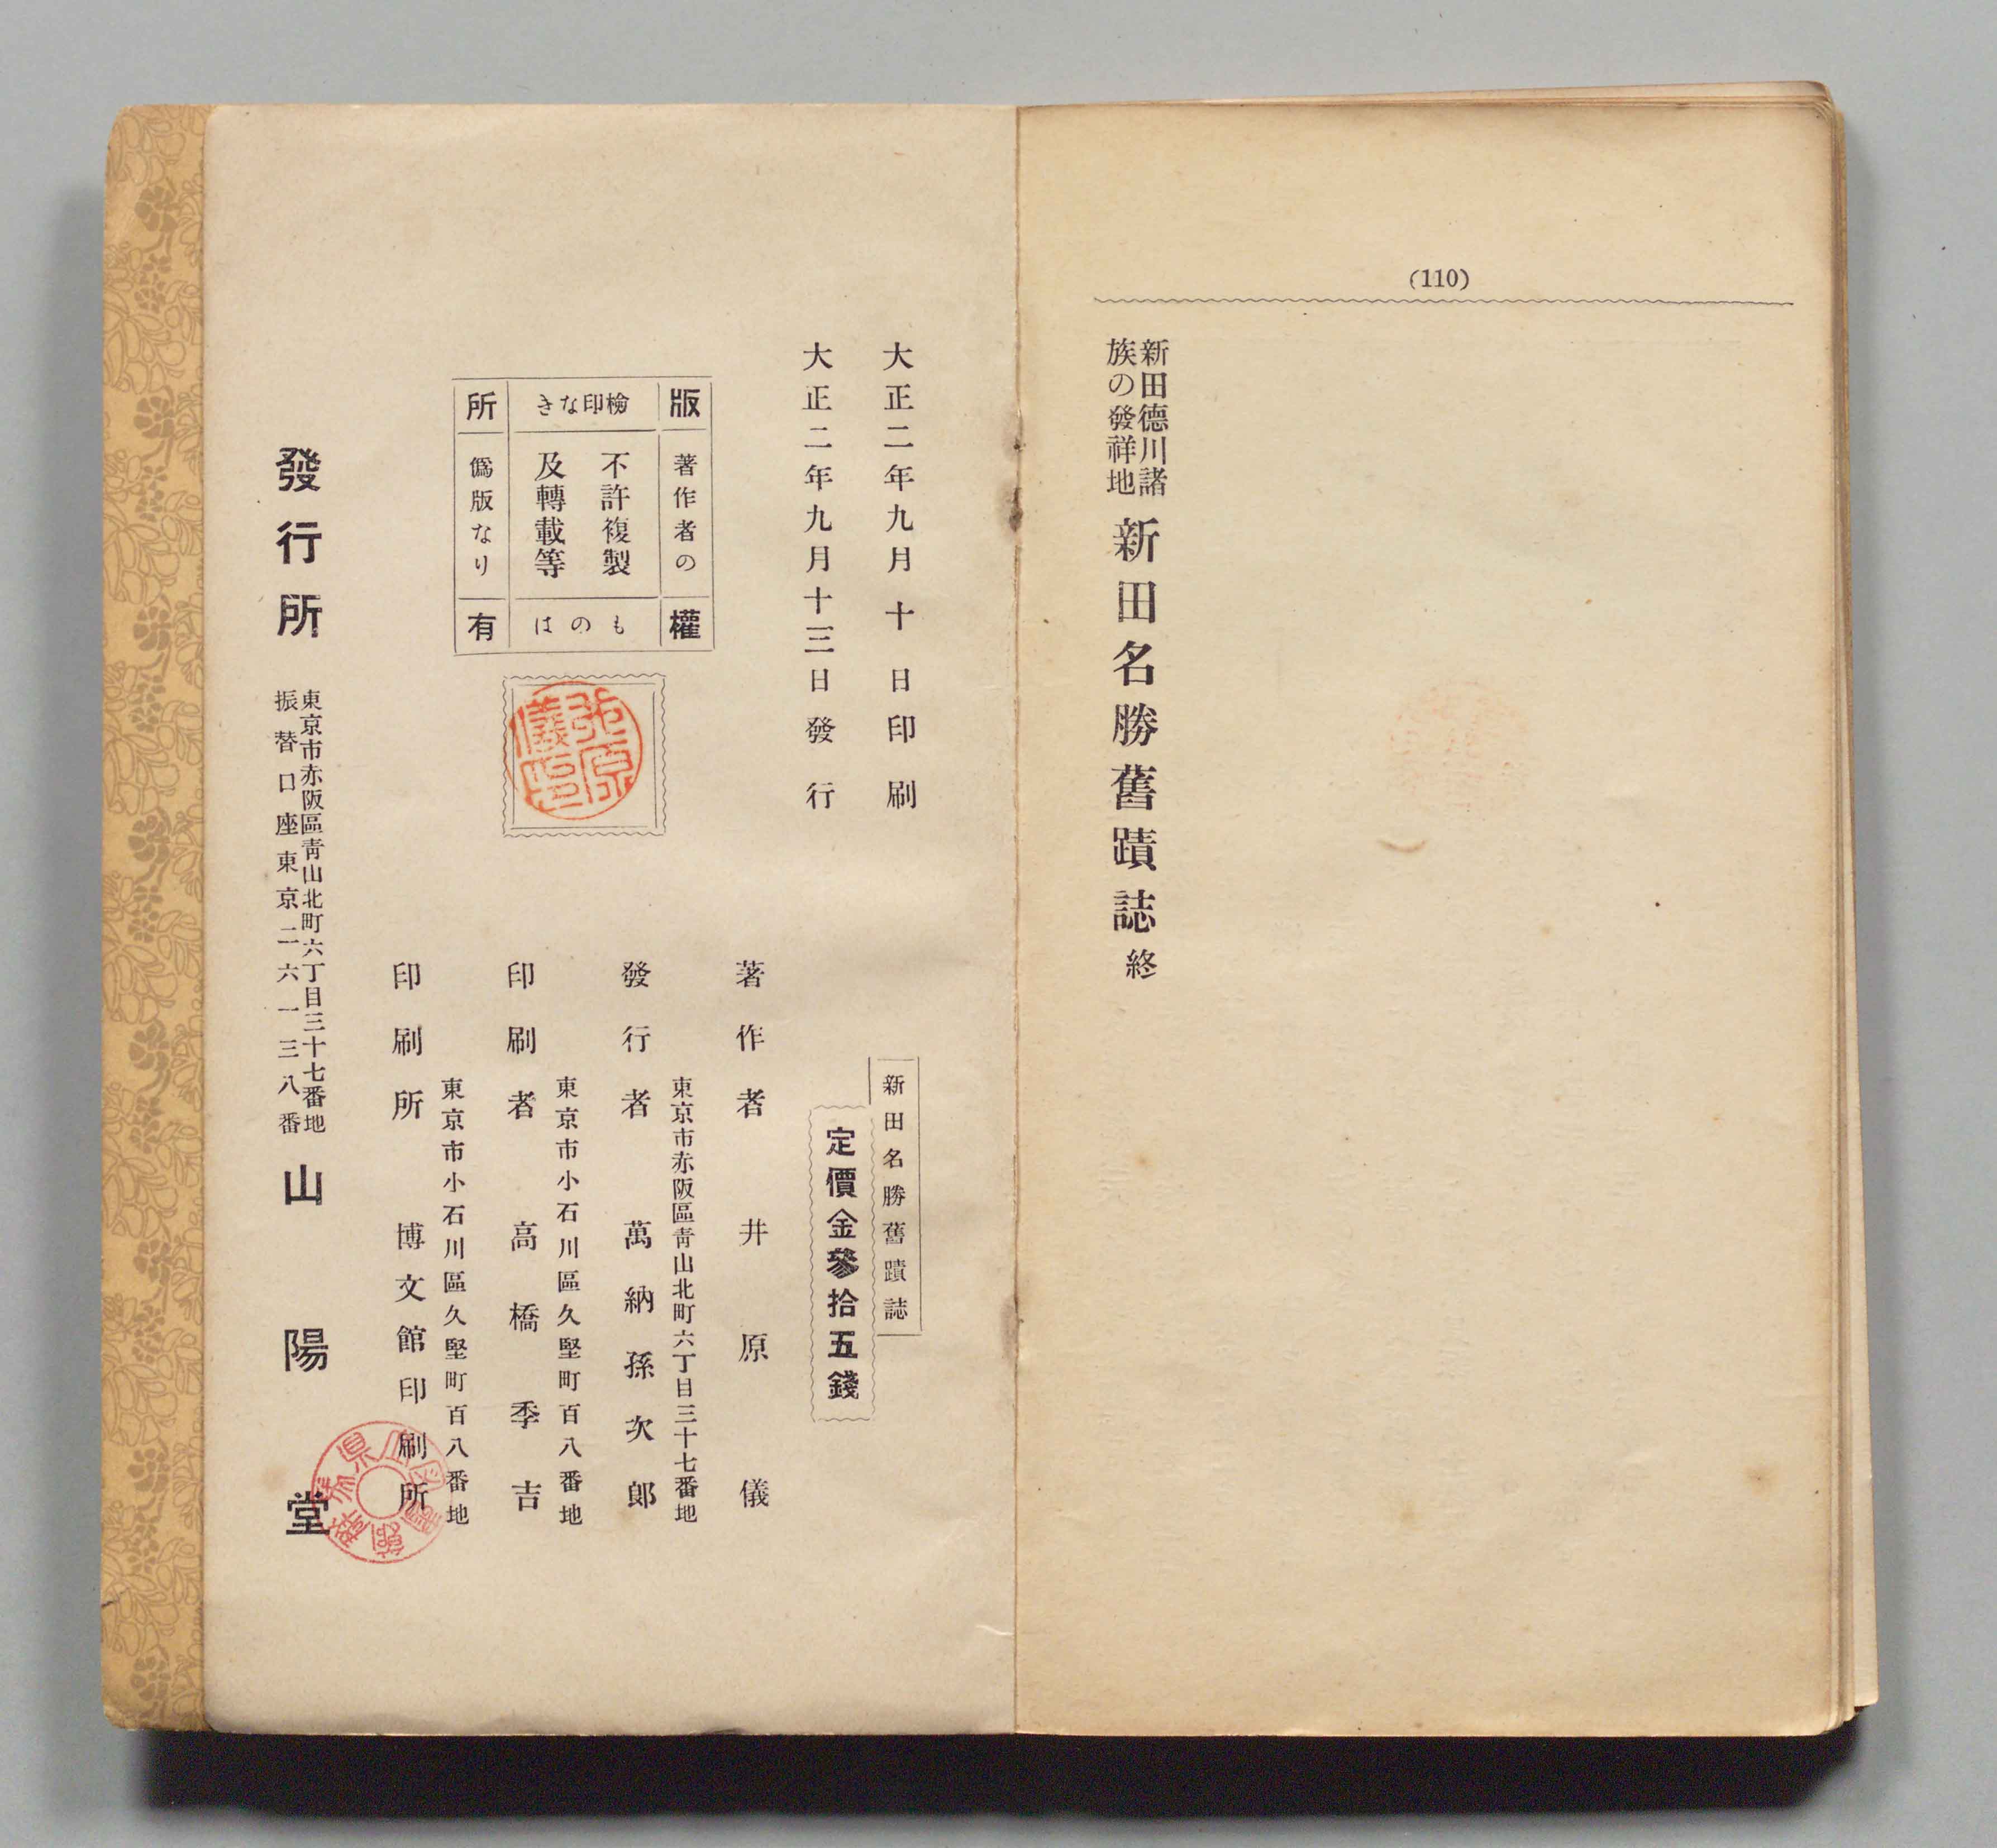 (110)
新田德川諸
族の發祥地
新田名勝舊蹟誌終
大正二年九月十日印刷
大正二年九月十三日發行
版權
所有
著作者の
檢印なき
ものは
僞版なり
不許複製
及轉載等
井原儀印
新田名勝舊蹟誌
定價金參拾五錢
著作者 井原儀
東京市赤阪區靑山北町六丁目三十七番地
發行者 萬納孫次郞
東京市小石川區久堅町百八番地
印刷者 高橋季吉
東京市小石川區久堅町百八番地
印刷所 博文館印刷所
發行所
東京市赤阪區靑山北町六丁目三十七番地
振替口座東京二六一三八番
山陽堂